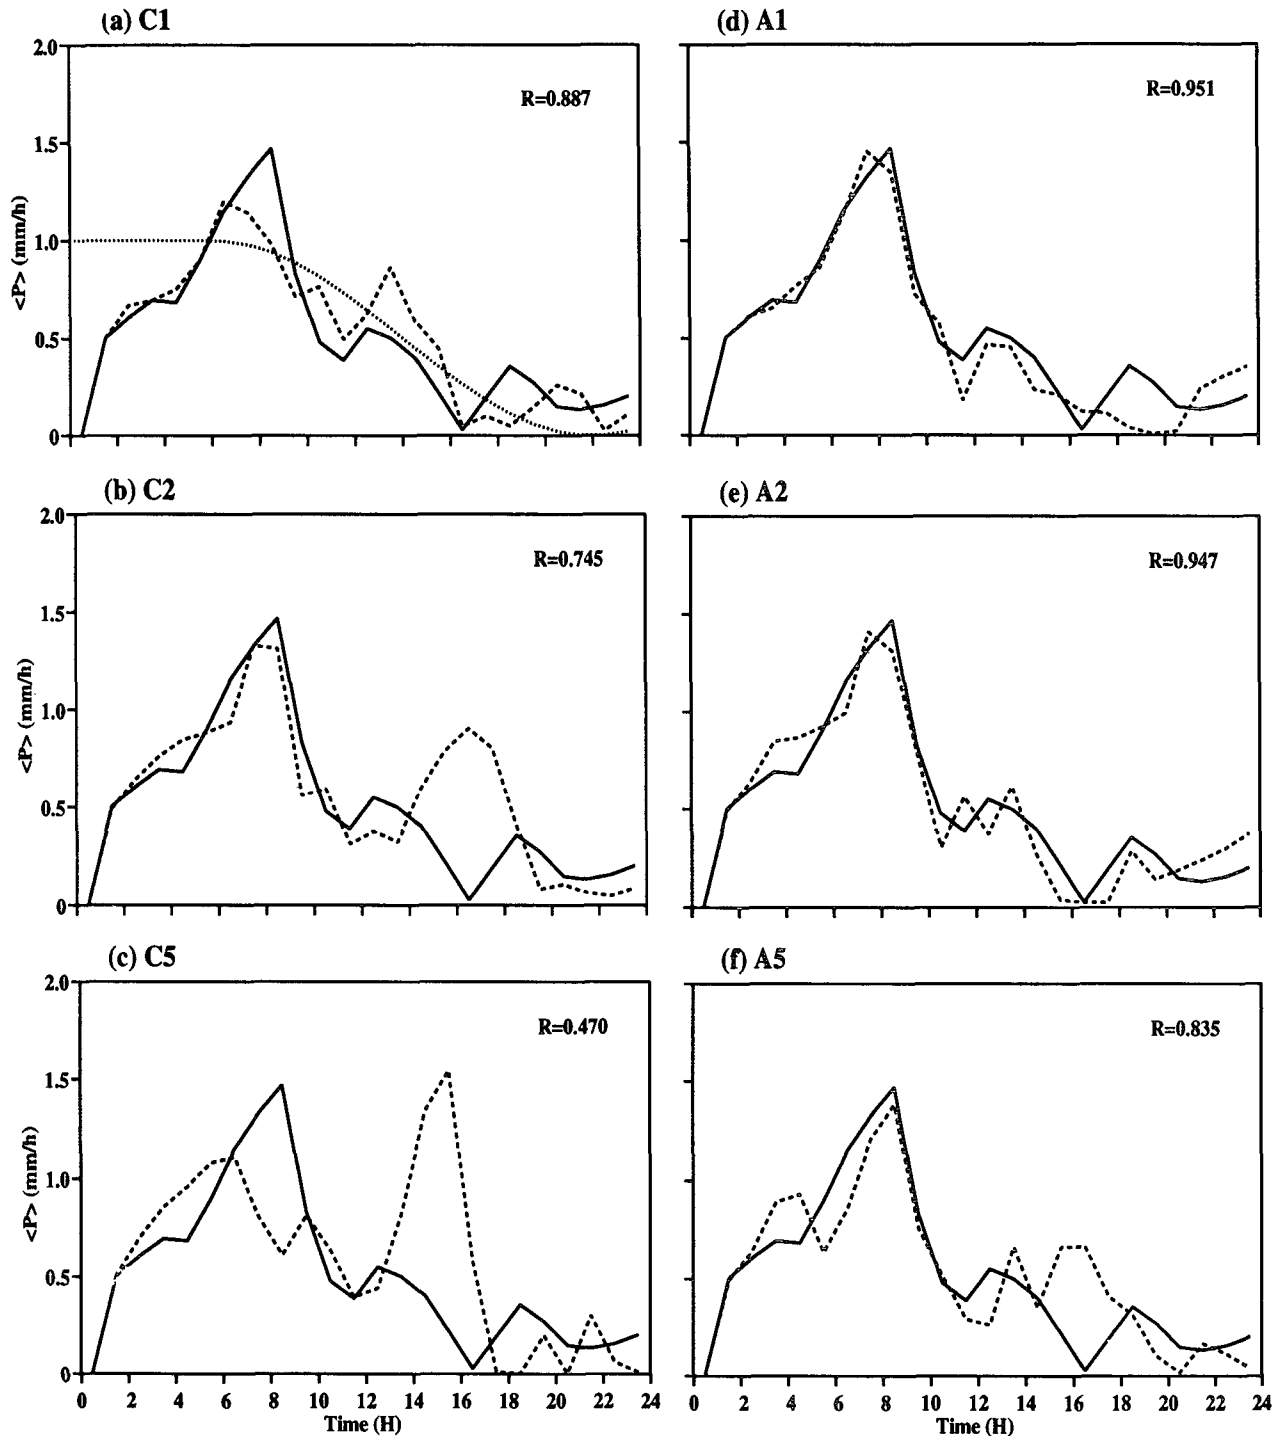 (a) C1
2.0
1.5
1.0
0.5
0
<P> (mm/h)
R=0.887
(d) A1
R=0.951
(b) C2
2.0
1.5
1.0
0.5
0
<P> (mm/h)
R=0.745
(e) A2
R=0.947
(c) C5
2.0
1.5
1.0
0.5
0
<P> (mm/h)
R=0.470
0 2 4 6 8 10 12 14 16 18 20 22 24
Time (H)
(f) A5
R=0.835
0 2 4 6 8 10 12 14 16 18 20 22 24
Time (H)